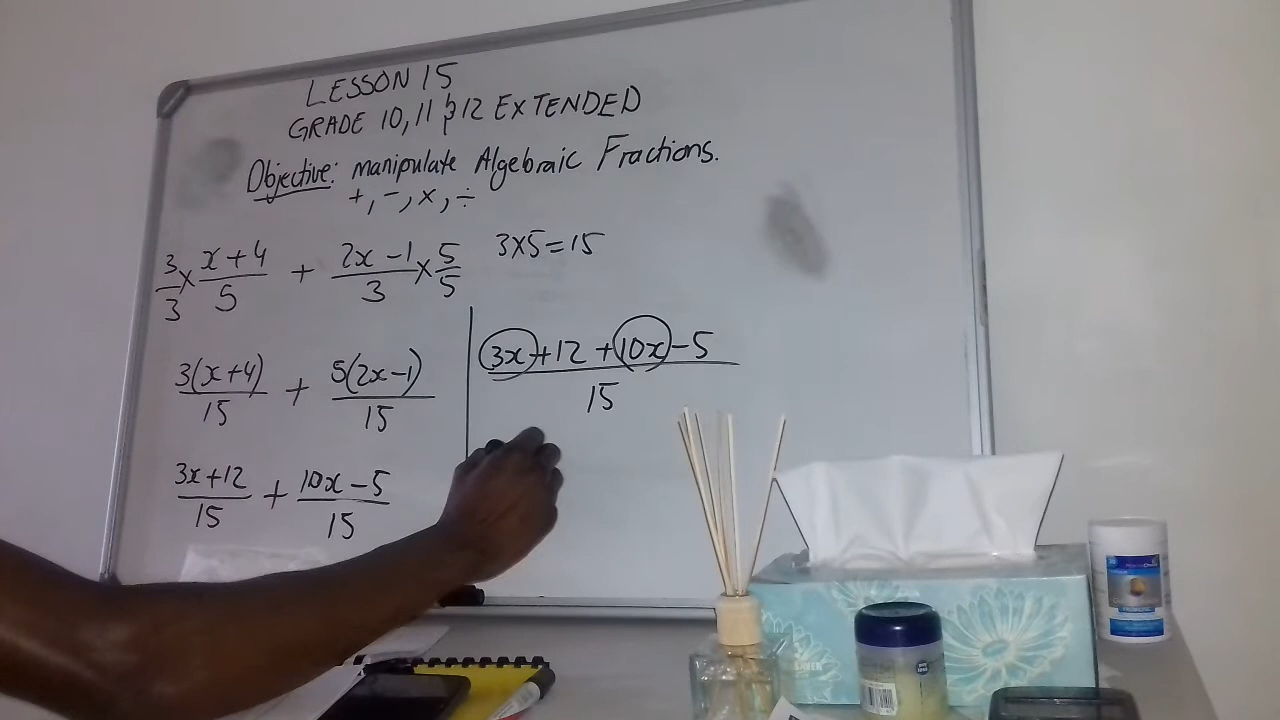 LESSON 15
GRADE 10, 11 & 12 EXTENDED
Objective: manipulate Algebraic Fractions.
+, -, ×, ÷
3/3 × (x + 4)/5 + (2x - 1)/3 × 5/5
3×5=15
3(x+4)/15 + 5(2x-1)/15
3x+12/15 + 10x-5/15
3x+12+10x-5/15